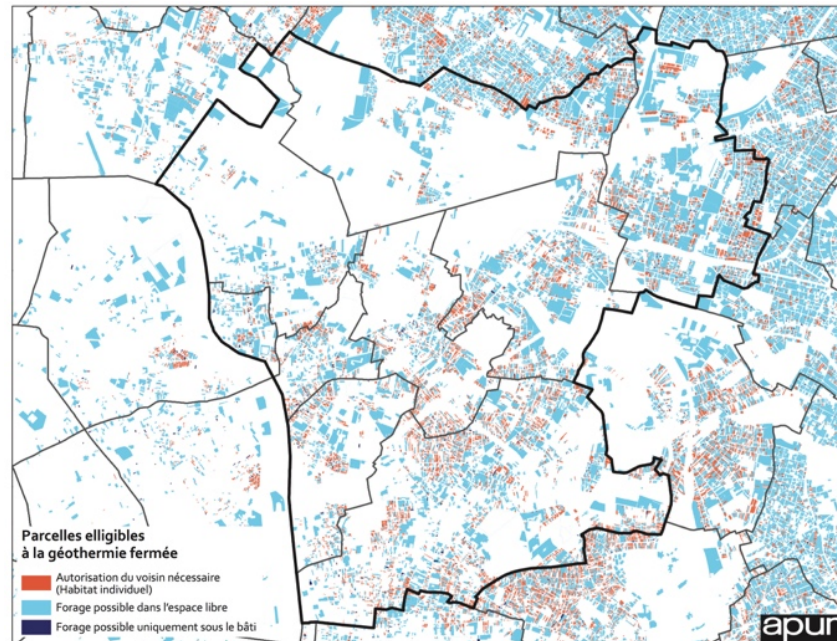 Parcelles elligibles
à la géothermie fermée
Autorisation du voisin nécessaire
(Habitat individuel)
Forage possible dans l'espace libre
Forage possible uniquement sous le bâti
apur